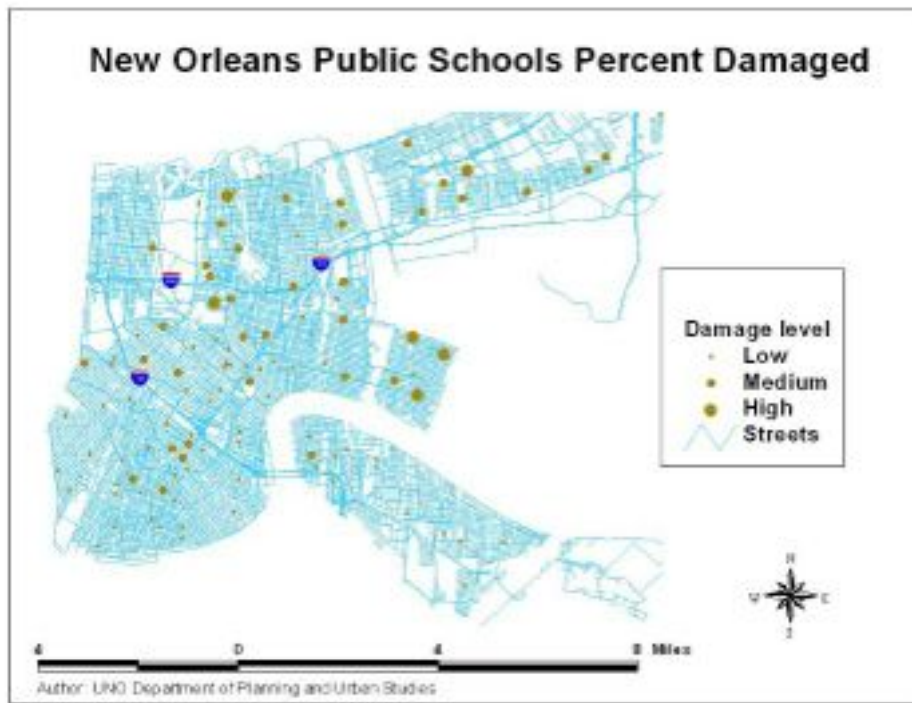 New Orleans Public Schools Percent Damaged
Damage level
Low
Medium
High
Streets
N
W E
4 0 4 8 Miles
Author: UNO Department of Planning and Urban Studies